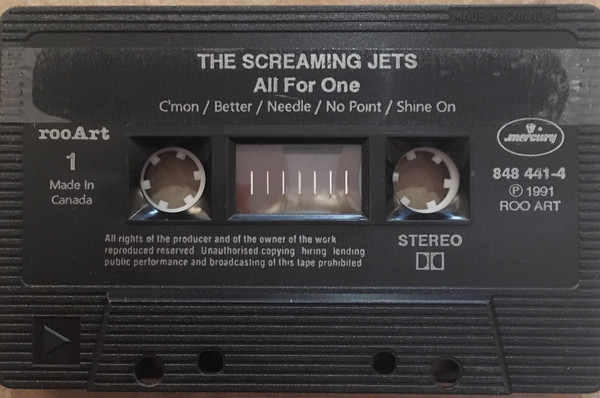 MADE IN CANADA
THE SCREAMING JETS
All For One
C'mon / Better / Needle / No Point / Shine On
rooArt
mercury
1
848 441-4
Made In
Canada
℗ 1991
ROO ART
All rights of the producer and of the owner of the work
reproduced reserved Unauthorised copying hiring lending
public performance and broadcasting of this tape prohibited
STEREO